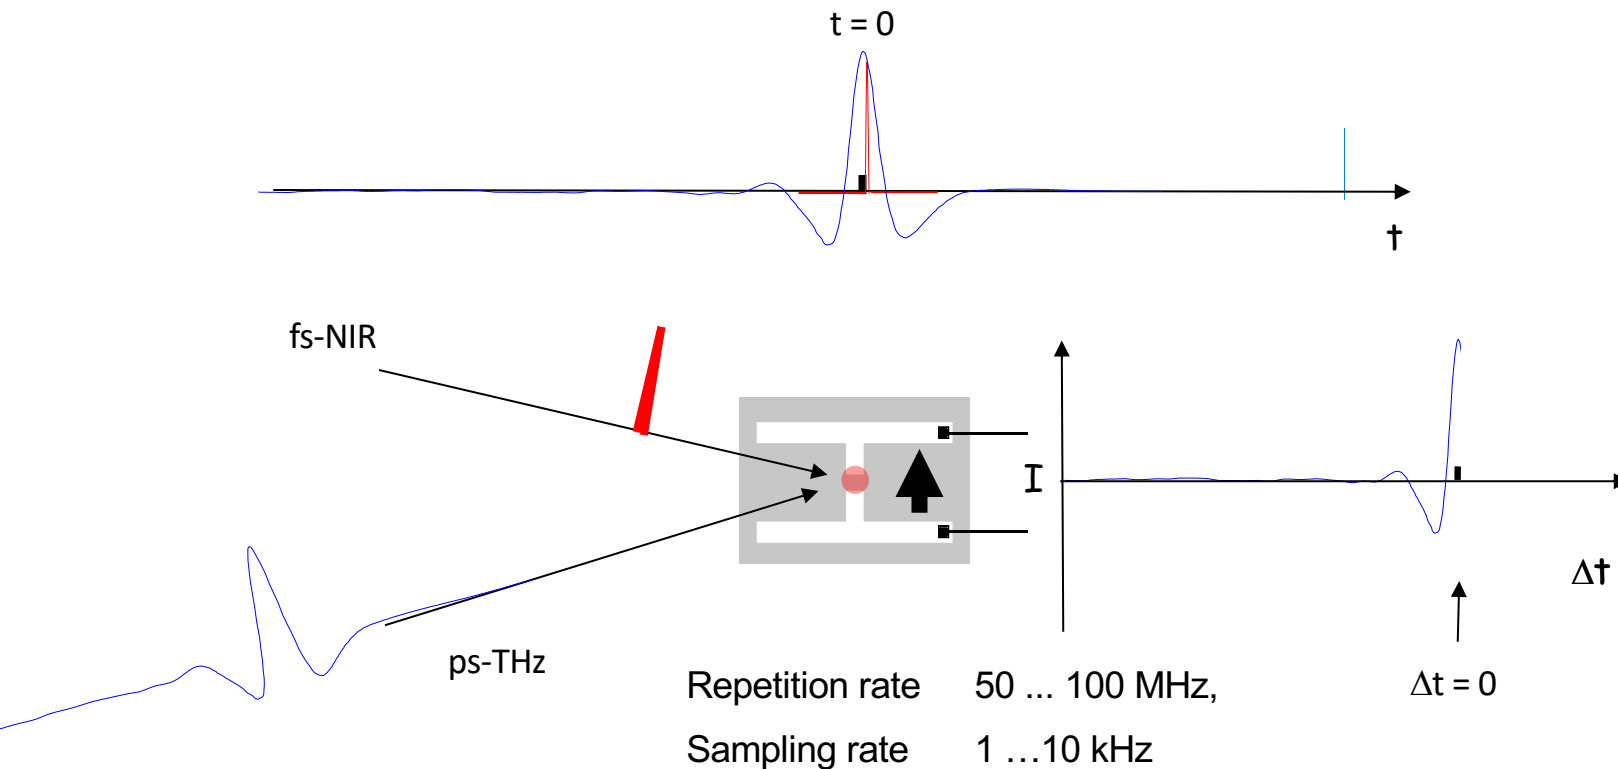 t = 0
t
fs-NIR
I
Δt
ps-THz
Repetition rate 50 ... 100 MHz,
Δt = 0
Sampling rate 1 ...10 kHz